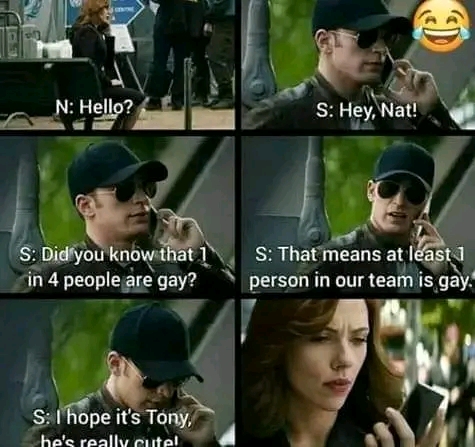 N: Hello?
S: Hey, Nat!
S: Did you know that 1
in 4 people are gay?
S: That means at least 1
person in our team is gay.
S: I hope it's Tony,
he's really cute!